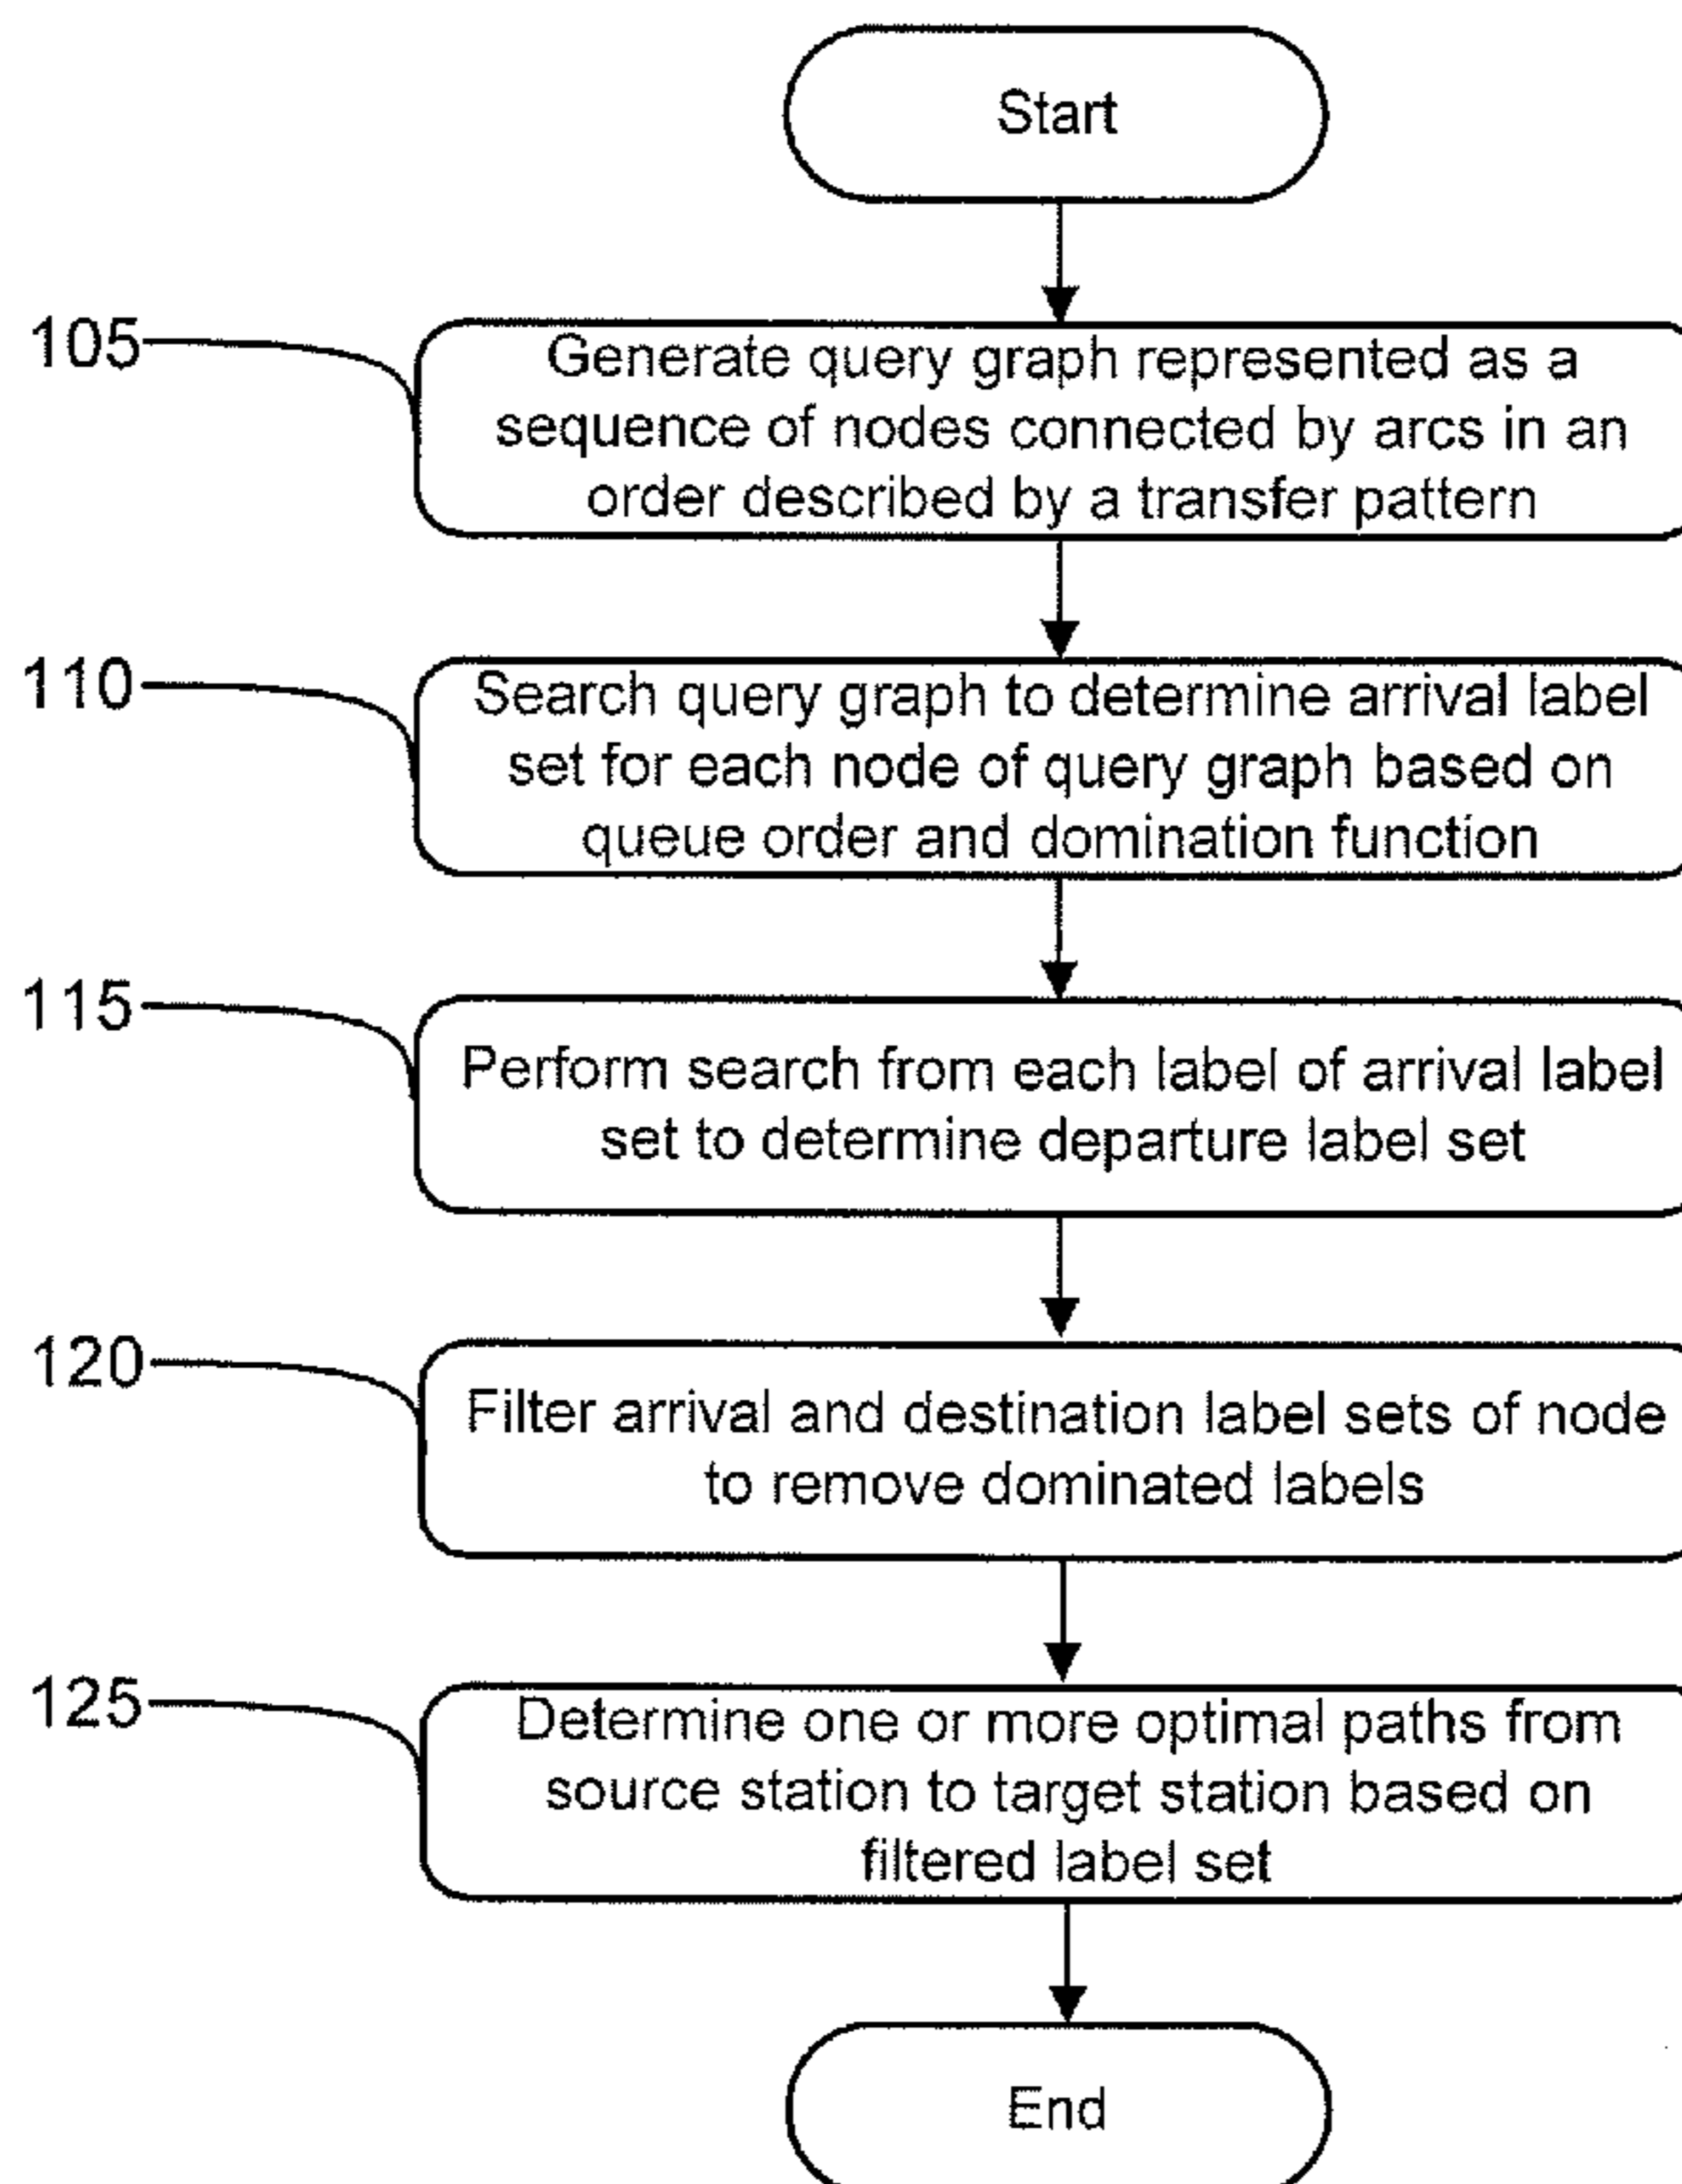 Start
105
Generate query graph represented as a
sequence of nodes connected by arcs in an
order described by a transfer pattern
110
Search query graph to determine arrival label
set for each node of query graph based on
queue order and domination function
115
Perform search from each label of arrival label
set to determine departure label set
120
Filter arrival and destination label sets of node
to remove dominated labels
125
Determine one or more optimal paths from
source station to target station based on
filtered label set
End